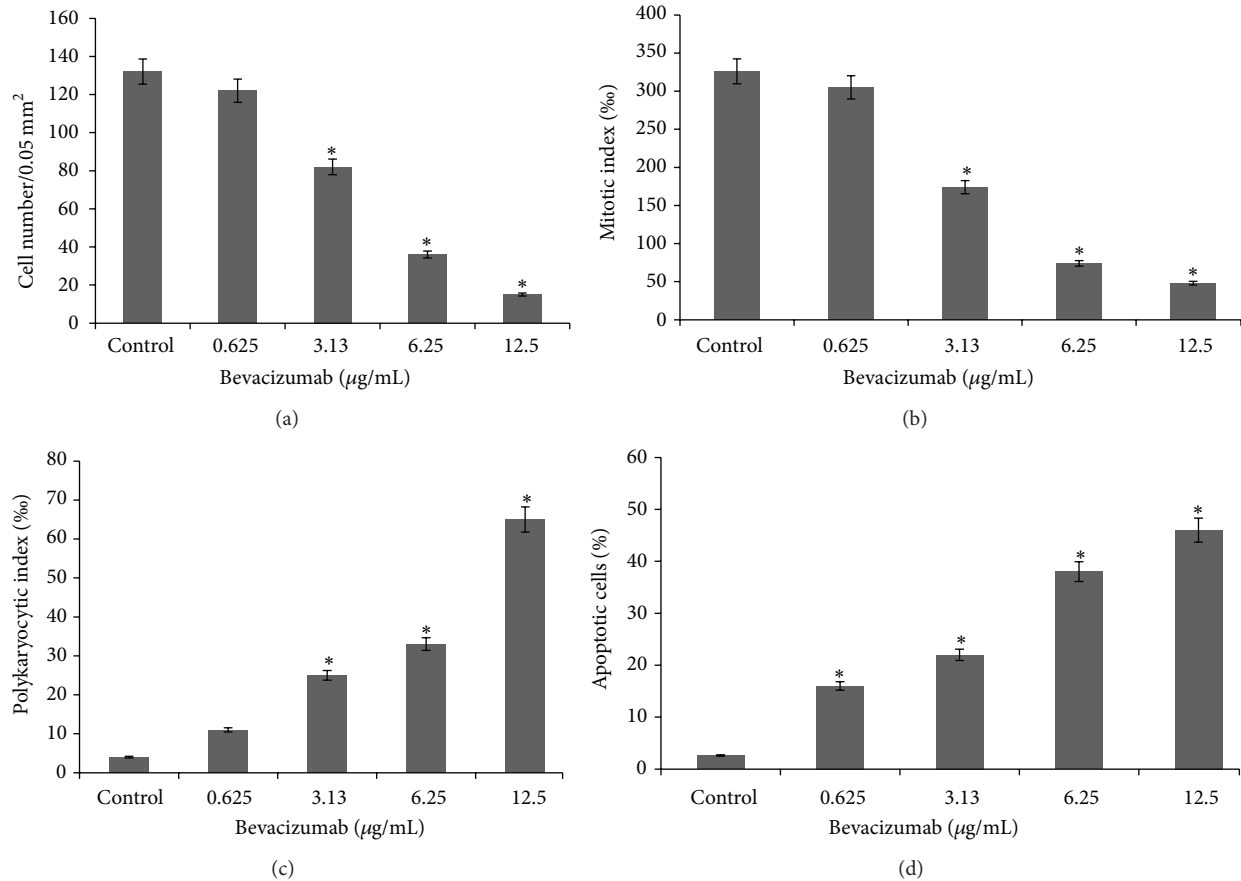 160
140
120
100
80
60
40
20
0
Cell number/0.05 mm²
*
*
*
Control 0.625 3.13 6.25 12.5
Bevacizumab (μg/mL)
(a)
400
350
300
250
200
150
100
50
0
Mitotic index (‰)
*
*
*
Control 0.625 3.13 6.25 12.5
Bevacizumab (μg/mL)
(b)
80
70
60
50
40
30
20
10
0
Polykaryocytic index (‰)
*
*
*
Control 0.625 3.13 6.25 12.5
Bevacizumab (μg/mL)
(c)
60
50
40
30
20
10
0
Apoptotic cells (%)
*
*
*
*
Control 0.625 3.13 6.25 12.5
Bevacizumab (μg/mL)
(d)